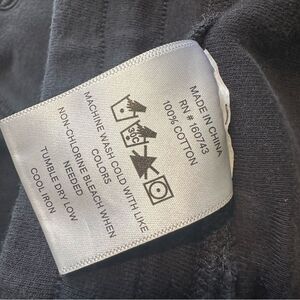 MADE IN CHINA
RN # 160743
100% COTTON
MACHINE WASH COLD WITH LIKE
COLORS
NON-CHLORINE BLEACH WHEN
NEEDED
TUMBLE DRY LOW
COOL IRON